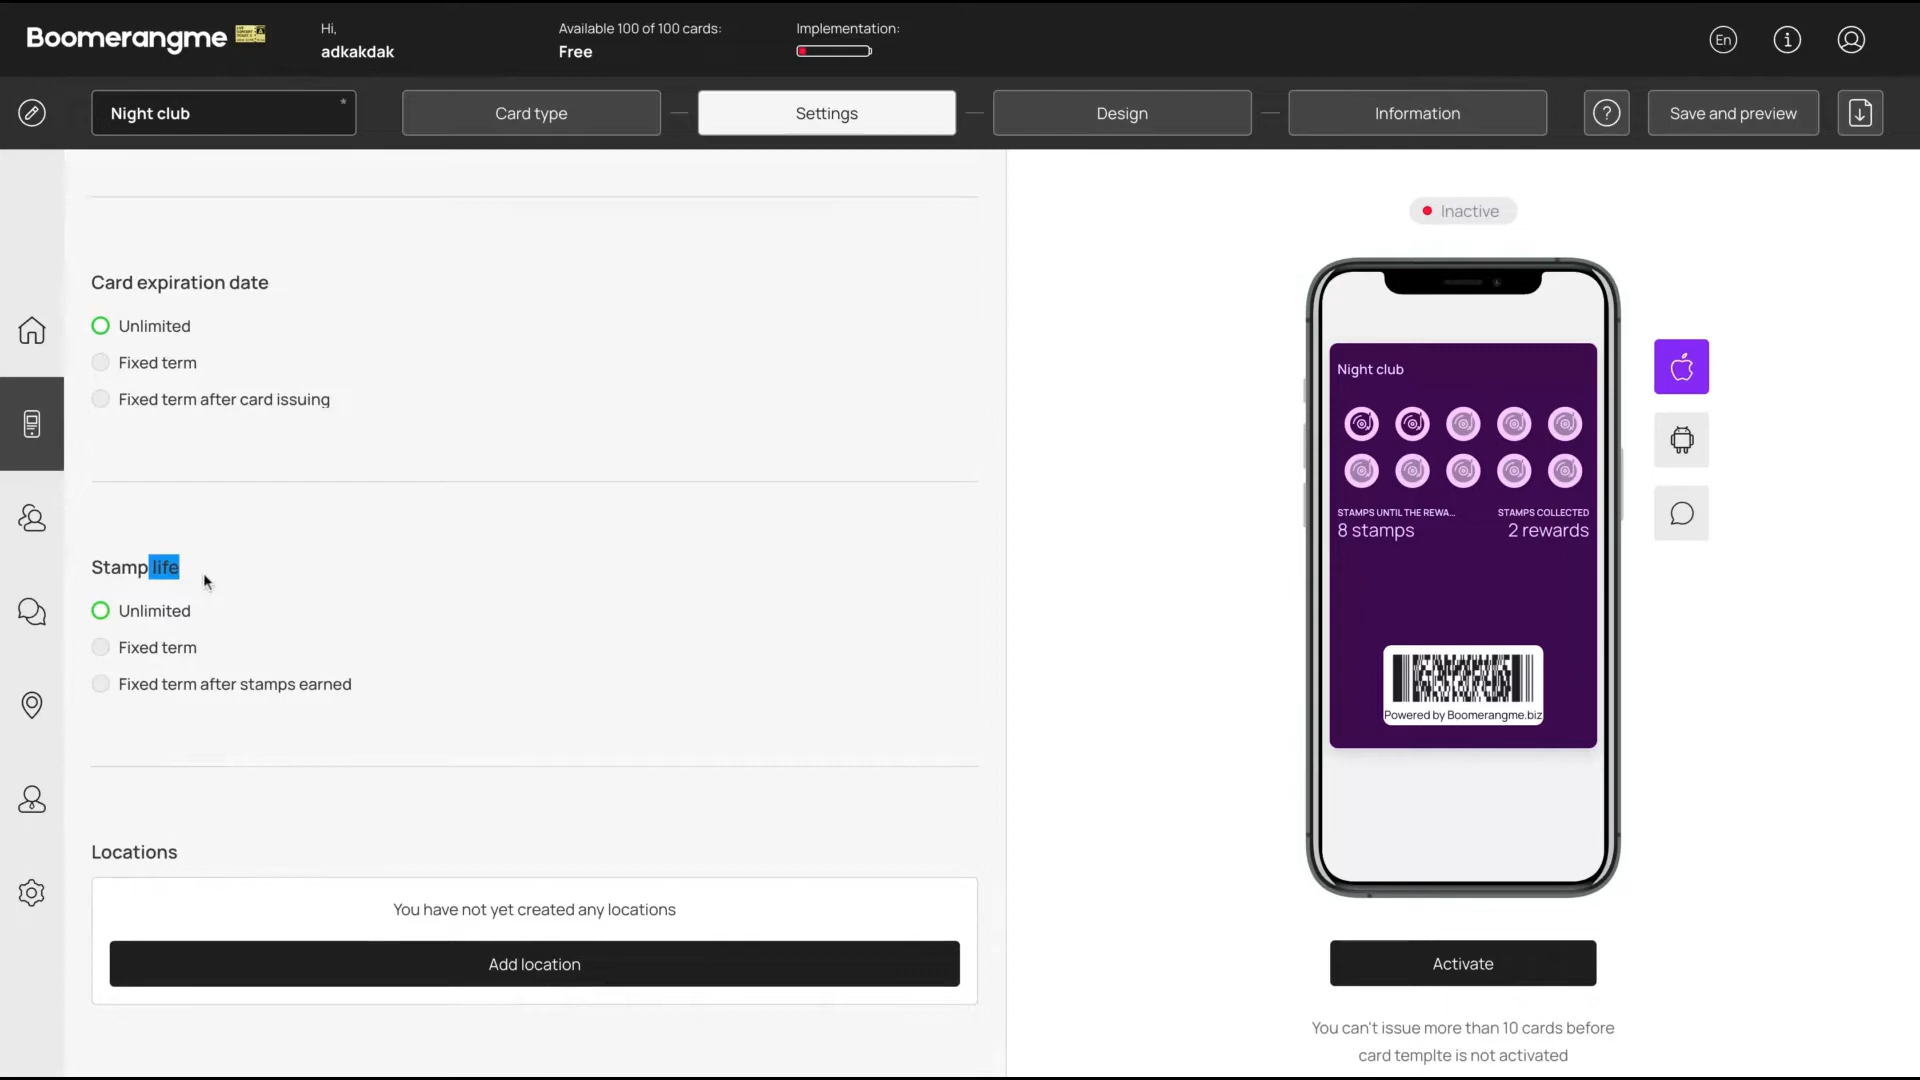 Boomerangme
Hi,
adkakdak
Available 100 of 100 cards:
Free
Implementation:
En
Night club *
Card type
Settings
Design
Information
?
Save and preview
Card expiration date
Unlimited
Fixed term
Fixed term after card issuing
Stamp life
Unlimited
Fixed term
Fixed term after stamps earned
Locations
You have not yet created any locations
Add location
Inactive
Night club
STAMPS UNTIL THE REWA...
STAMPS COLLECTED
8 stamps
2 rewards
Powered by Boomerangme.biz
Activate
You can't issue more than 10 cards before
card templte is not activated